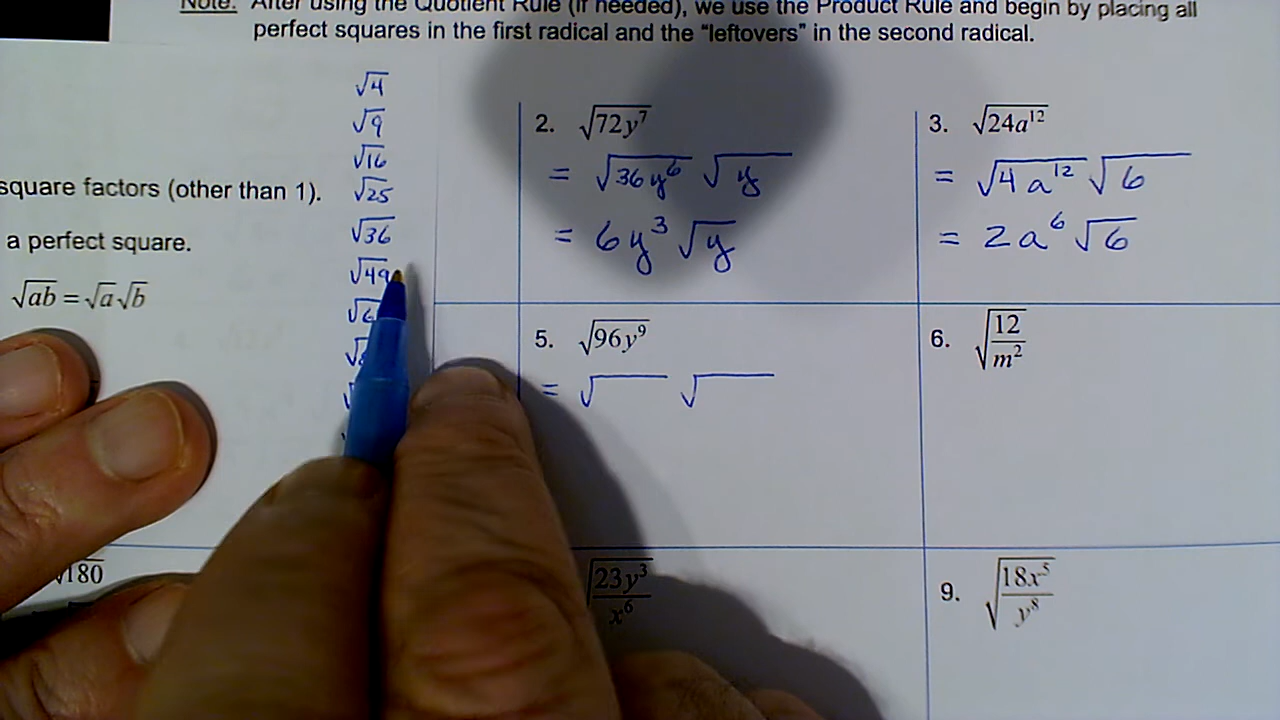 Note: After using the Quotient Rule (if needed), we use the Product Rule and begin by placing all
perfect squares in the first radical and the “leftovers” in the second radical.
√4
√9
√16
√25
√36
√49
square factors (other than 1).
a perfect square.
√ab = √a√b
2. √72y⁷
= √36y⁶ √y
= 6y³ √y
3. √24a¹²
= √4a¹² √6
= 2a⁶ √6
5. √96y⁹
= √ √
6. √12/m²
√180
√23y³/x⁶
9. √18x⁵/y⁸